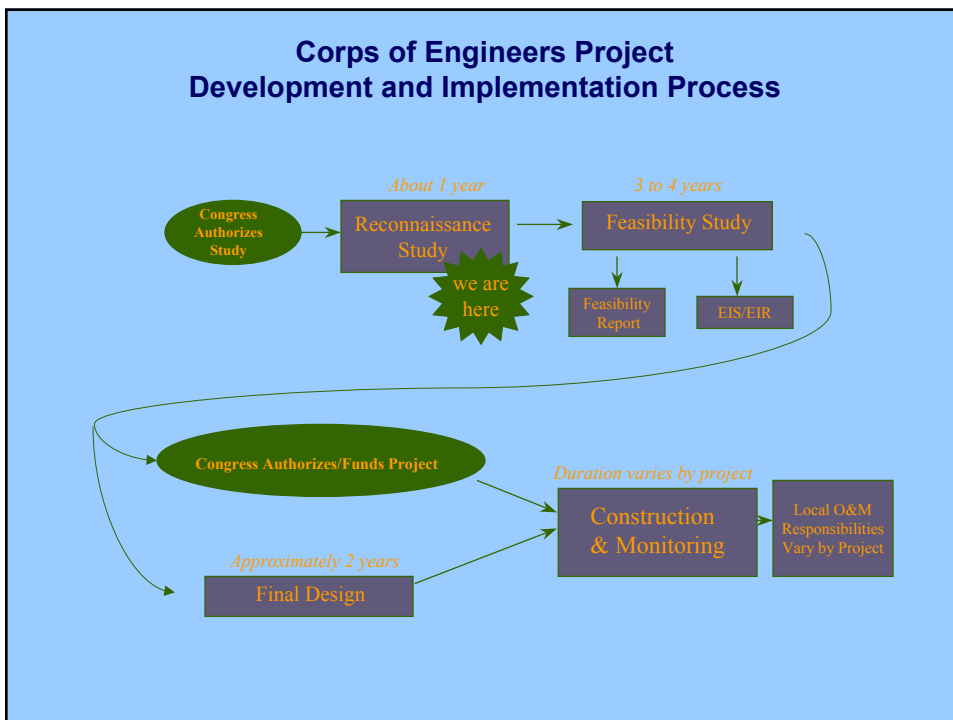 Corps of Engineers Project
Development and Implementation Process
About 1 year
3 to 4 years
Congress
Authorizes
Study
Reconnaissance
Study
Feasibility Study
we are
here
Feasibility
Report
EIS/EIR
Congress Authorizes/Funds Project
Duration varies by project
Construction
& Monitoring
Local O&M
Responsibilities
Vary by Project
Approximately 2 years
Final Design